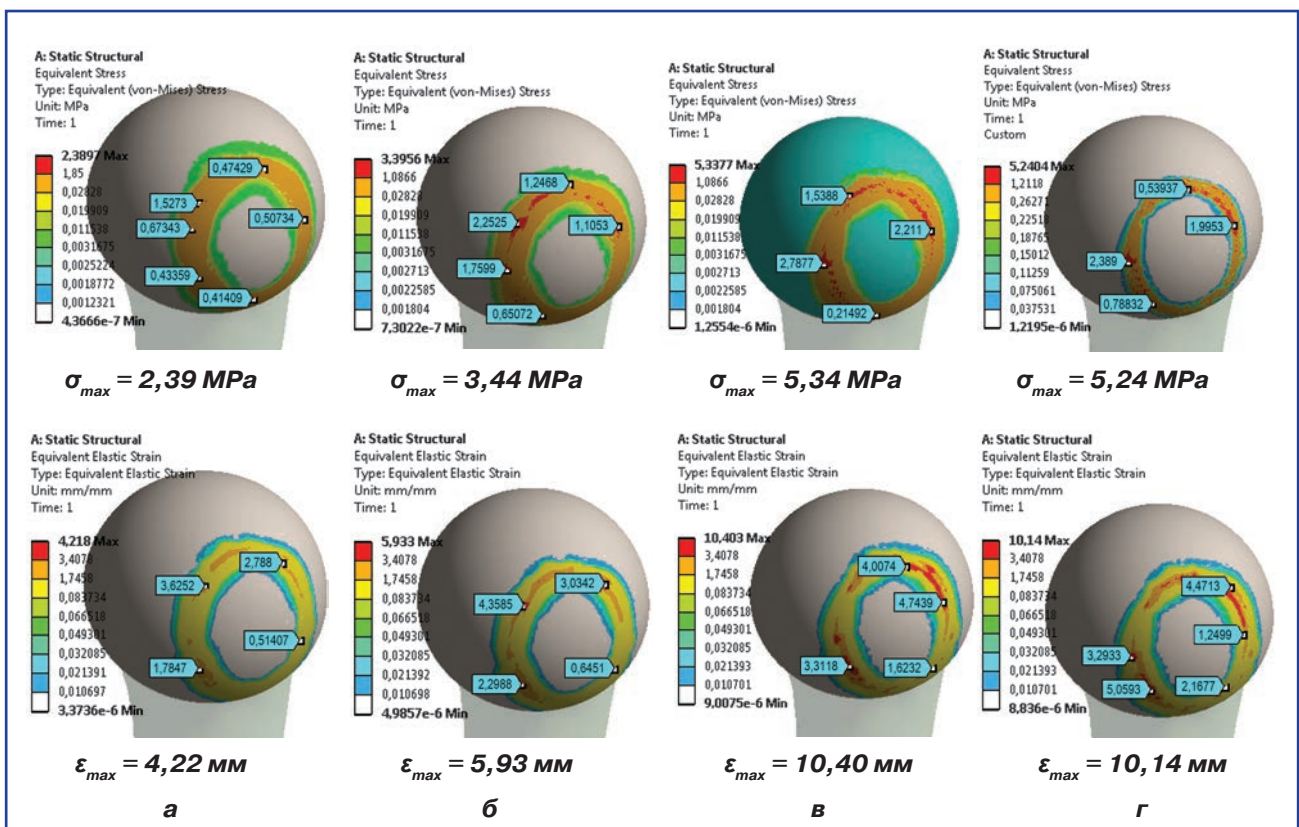 A: Static Structural
Equivalent Stress
Type: Equivalent (von-Mises) Stress
Unit: MPa
Time: 1
2,3897 Max
1,85
0,02828
0,019909
0,011538
0,0031675
0,0025224
0,0018772
0,0012321
4,3666e-7 Min
0,47429
1,5273
0,50734
0,67343
0,43359
0,41409
σmax = 2,39 MPa
A: Static Structural
Equivalent Stress
Type: Equivalent (von-Mises) Stress
Unit: MPa
Time: 1
3,3956 Max
1,0866
0,02828
0,019909
0,011538
0,0031675
0,002713
0,0022585
0,001804
7,3022e-7 Min
1,2468
2,2525
1,1053
1,7599
0,65072
σmax = 3,44 MPa
A: Static Structural
Equivalent Stress
Type: Equivalent (von-Mises) Stress
Unit: MPa
Time: 1
5,3377 Max
1,0866
0,02828
0,019909
0,011538
0,0031675
0,002713
0,0022585
0,001804
1,2554e-6 Min
1,5388
2,211
2,7877
0,21492
σmax = 5,34 MPa
A: Static Structural
Equivalent Stress
Type: Equivalent (von-Mises) Stress
Unit: MPa
Time: 1
Custom
5,2404 Max
1,2118
0,26271
0,22518
0,18765
0,15012
0,11259
0,075061
0,037531
1,2195e-6 Min
0,53937
1,9953
2,389
0,78832
σmax = 5,24 MPa
A: Static Structural
Equivalent Elastic Strain
Type: Equivalent Elastic Strain
Unit: mm/mm
Time: 1
4,218 Max
3,4078
1,7458
0,083734
0,066518
0,049301
0,032085
0,021391
0,010697
3,3736e-6 Min
2,788
3,6252
0,51407
1,7847
εmax = 4,22 мм
а
A: Static Structural
Equivalent Elastic Strain
Type: Equivalent Elastic Strain
Unit: mm/mm
Time: 1
5,933 Max
3,4078
1,7458
0,083734
0,066518
0,049301
0,032085
0,021392
0,010698
4,9857e-6 Min
3,0342
4,3585
0,6451
2,2988
εmax = 5,93 мм
б
A: Static Structural
Equivalent Elastic Strain
Type: Equivalent Elastic Strain
Unit: mm/mm
Time: 1
10,403 Max
3,4078
1,7458
0,083734
0,066518
0,049301
0,032085
0,021393
0,010701
9,0075e-6 Min
4,0074
4,7439
3,3118
1,6232
εmax = 10,40 мм
в
A: Static Structural
Equivalent Elastic Strain
Type: Equivalent Elastic Strain
Unit: mm/mm
Time: 1
10,14 Max
3,4078
1,7458
0,083734
0,066518
0,049301
0,032085
0,021393
0,010701
8,836e-6 Min
4,4713
1,2499
3,2933
5,0593
2,1677
εmax = 10,14 мм
г